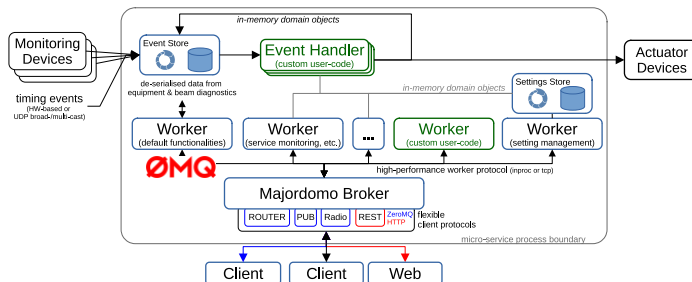 in-memory domain objects
Monitoring
Devices
timing events
(HW-based or
UDP broad-/multi-cast)
Event Store
de-serialised data from
equipment & beam diagnostics
Event Handler
(custom user-code)
Actuator
Devices
in-memory domain objects
Settings Store
Worker
(default functionalities)
Worker
(service monitoring, etc.)
...
Worker
(custom user-code)
Worker
(setting management)
ØMQ
high-performance worker protocol (inproc or tcp)
Majordomo Broker
ROUTER
PUB
Radio
REST
ZeroMQ
HTTP
flexible
client protocols
micro-service process boundary
Client
Client
Web